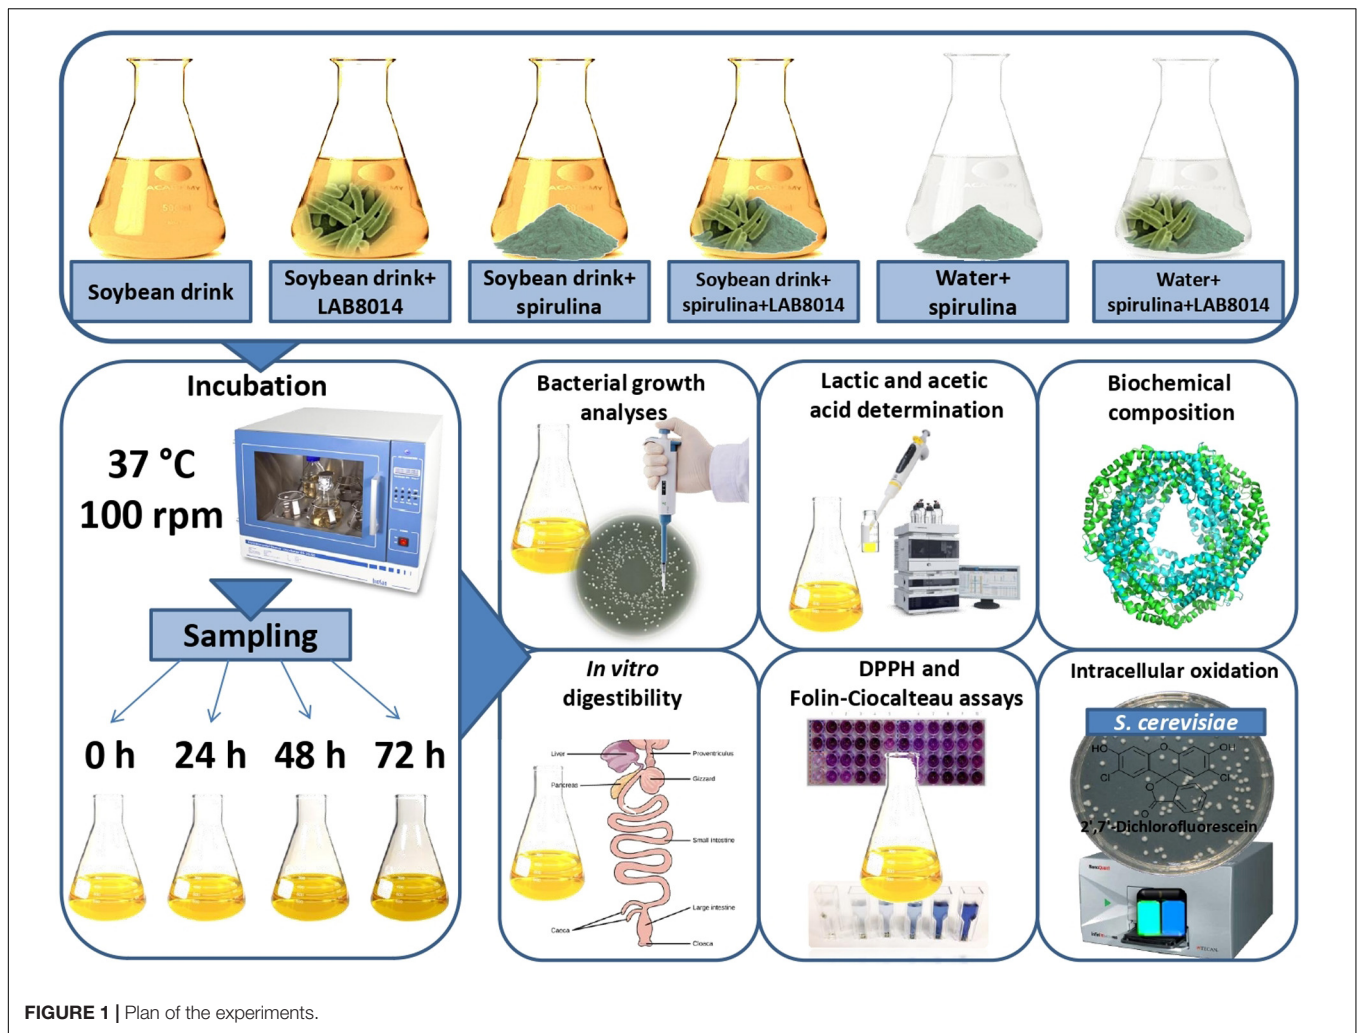 Soybean drink
Soybean drink+
LAB8014
Soybean drink+
spirulina
Soybean drink+
spirulina+LAB8014
Water+
spirulina
Water+
spirulina+LAB8014
Incubation
37 °C
100 rpm
Sampling
0 h
24 h
48 h
72 h
Bacterial growth
analyses
Lactic and acetic
acid determination
Biochemical
composition
In vitro
digestibility
Liver
Pancreas
Proventriculus
Gizzard
Small intestine
Large intestine
Caeca
Cloaca
DPPH and
Folin-Ciocalteau assays
Intracellular oxidation
S. cerevisiae
HO
O
OH
Cl
Cl
O
O
2',7'-Dichlorofluorescein
TECAN
FIGURE 1 | Plan of the experiments.